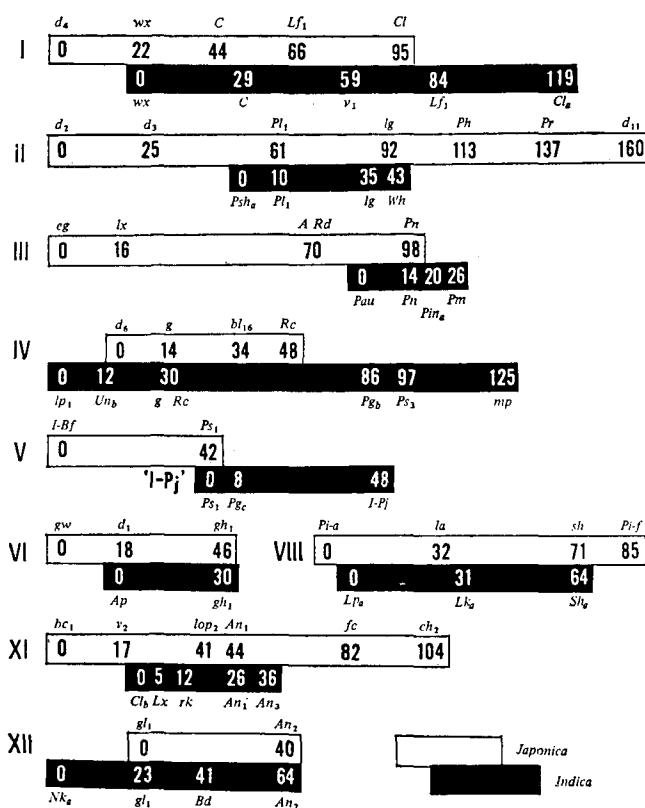 d₄ wx C Lf₁ Cl
I 0 22 44 66 95
0 29 59 84 119
wx C v₁ Lf₁ Clₐ
d₂ d₃ Pl₁ lg Ph Pr d₁₁
iI 0 25 61 92 113 137 160
0 10 35 43
Pshₐ Pl₁ lg Wh
eg lx A Rd Pn
III 0 16 70 98
0 14 20 26
Pau Pn Pinₐ Pm
d₆ g bl₁₆ Rc
IV 0 14 34 48
0 12 30 86 97 125
lp₁ Un_b g Rc Pg_b Ps₃ mp
I-Bf Ps₁
V 0 42
'I-Pj' 0 8 48
Ps₁ Pg_c I-Pj
gw d₁ gh₁
VI 0 18 46
0 30
Ap gh₁
Pi-a la sh Pi-f
VIII 0 32 71 85
0 31 64
Lpₐ Lkₐ Shₐ
bc₁ v₂ lop₂ An₁ fc ch₂
XI 0 17 41 44 82 104
0 5 12 26 36
Cl_b Lx rk An₁ An₃
gl₁ An₂
XII 0 40
0 23 41 64
Nkₐ gl₁ Bd An₂
Japonica
Indica